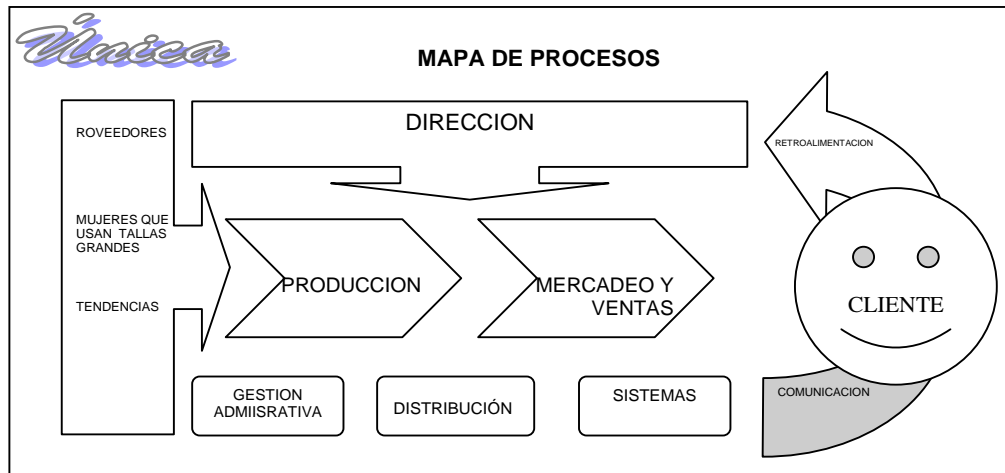 Única
MAPA DE PROCESOS
ROVEEDORES
DIRECCION
RETROALIMENTACION
MUJERES QUE
USAN TALLAS
GRANDES
TENDENCIAS
PRODUCCION
MERCADEO Y
VENTAS
CLIENTE
GESTION
ADMIISRATIVA
DISTRIBUCIÓN
SISTEMAS
COMUNICACION